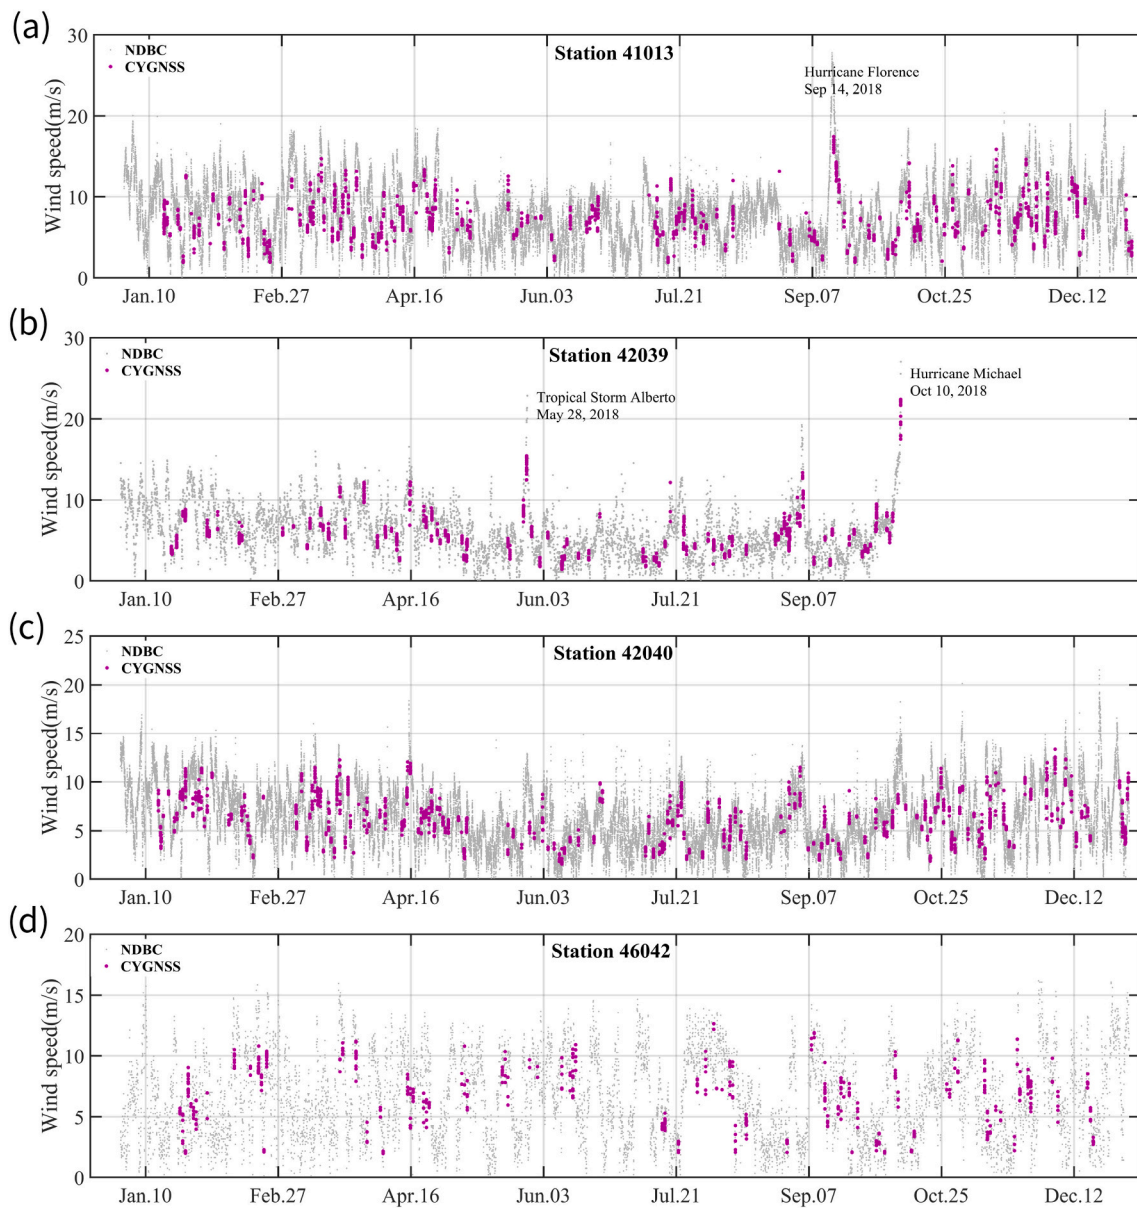 (a)
30
NDBC
CYGNSS
Station 41013
Hurricane Florence
Sep 14, 2018
20
10
0
Wind speed(m/s)
Jan.10 Feb.27 Apr.16 Jun.03 Jul.21 Sep.07 Oct.25 Dec.12
(b)
30
NDBC
CYGNSS
Station 42039
Tropical Storm Alberto
May 28, 2018
Hurricane Michael
Oct 10, 2018
20
10
0
Wind speed(m/s)
Jan.10 Feb.27 Apr.16 Jun.03 Jul.21 Sep.07
(c)
25
NDBC
CYGNSS
Station 42040
20
15
10
5
0
Wind speed(m/s)
Jan.10 Feb.27 Apr.16 Jun.03 Jul.21 Sep.07 Oct.25 Dec.12
(d)
20
NDBC
CYGNSS
Station 46042
15
10
5
0
Wind speed(m/s)
Jan.10 Feb.27 Apr.16 Jun.03 Jul.21 Sep.07 Oct.25 Dec.12